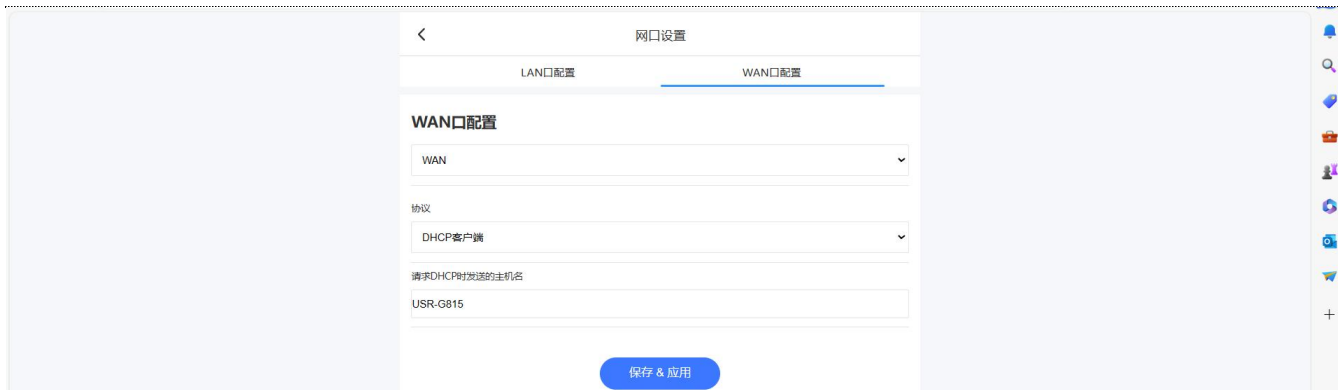 网口设置
LAN口配置 WAN口配置
WAN口配置
WAN
协议
DHCP客户端
请求DHCP时发送的主机名
USR-G815
保存 & 应用